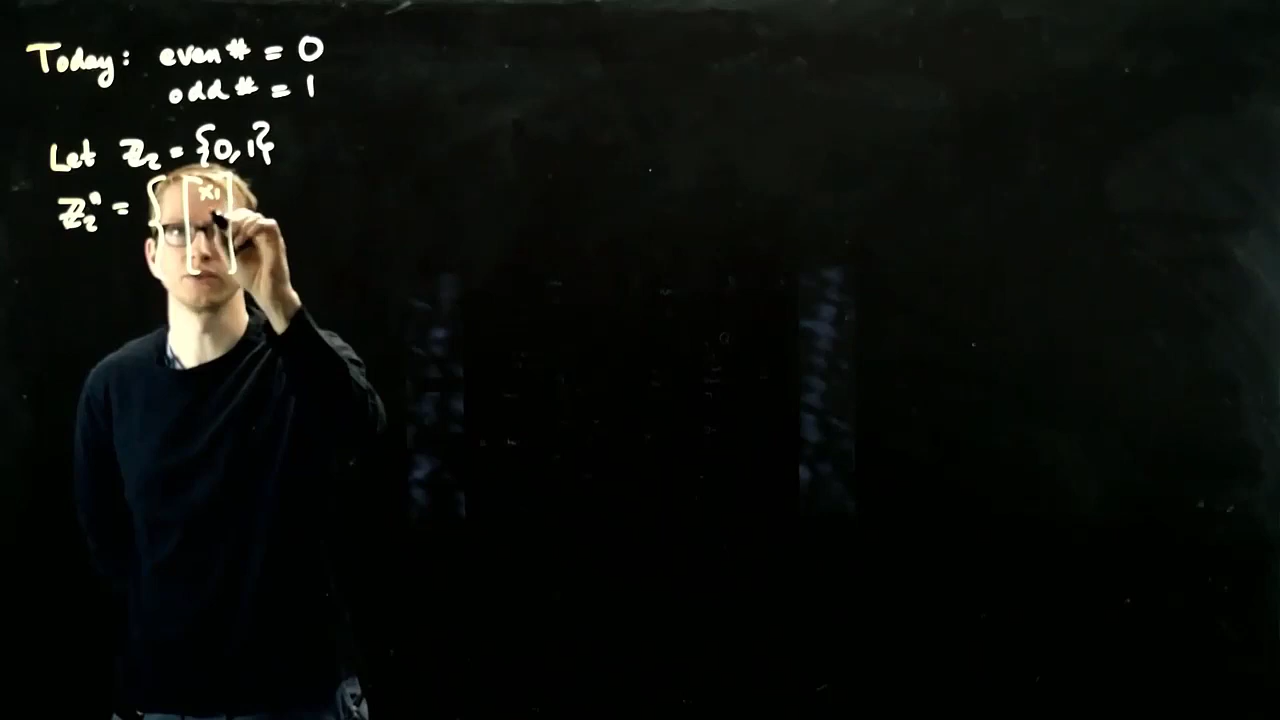 Today: even # = 0
odd # = 1
Let ℤ₂ = {0,1}
ℤ₂ⁿ = { [ x₁ ]